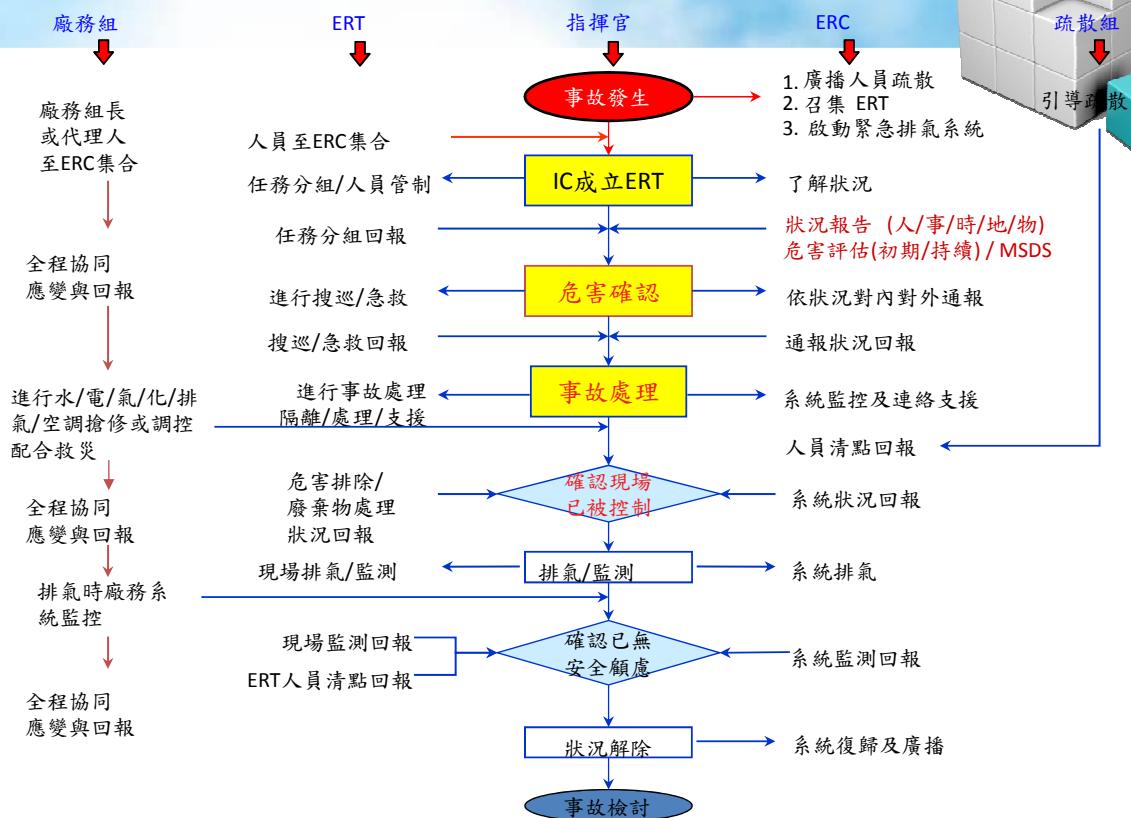 廠務組
ERT
指揮官
ERC
疏散組
事故發生
1. 廣播人員疏散
2. 召集 ERT
3. 啟動緊急排氣系統
引導疏散
廠務組長
或代理人
至ERC集合
人員至ERC集合
任務分組/人員管制
IC成立ERT
了解狀況
任務分組回報
狀況報告 (人/事/時/地/物)
危害評估(初期/持續) / MSDS
全程協同
應變與回報
進行搜巡/急救
危害確認
依狀況對內對外通報
搜巡/急救回報
通報狀況回報
進行水/電/氣/化/排
氣/空調搶修或調控
配合救災
進行事故處理
隔離/處理/支援
事故處理
系統監控及連絡支援
人員清點回報
全程協同
應變與回報
危害排除/
廢棄物處理
狀況回報
確認現場
已被控制
系統狀況回報
現場排氣/監測
排氣/監測
系統排氣
排氣時廠務系
統監控
現場監測回報
ERT人員清點回報
確認已無
安全顧慮
系統監測回報
全程協同
應變與回報
狀況解除
系統復歸及廣播
事故檢討